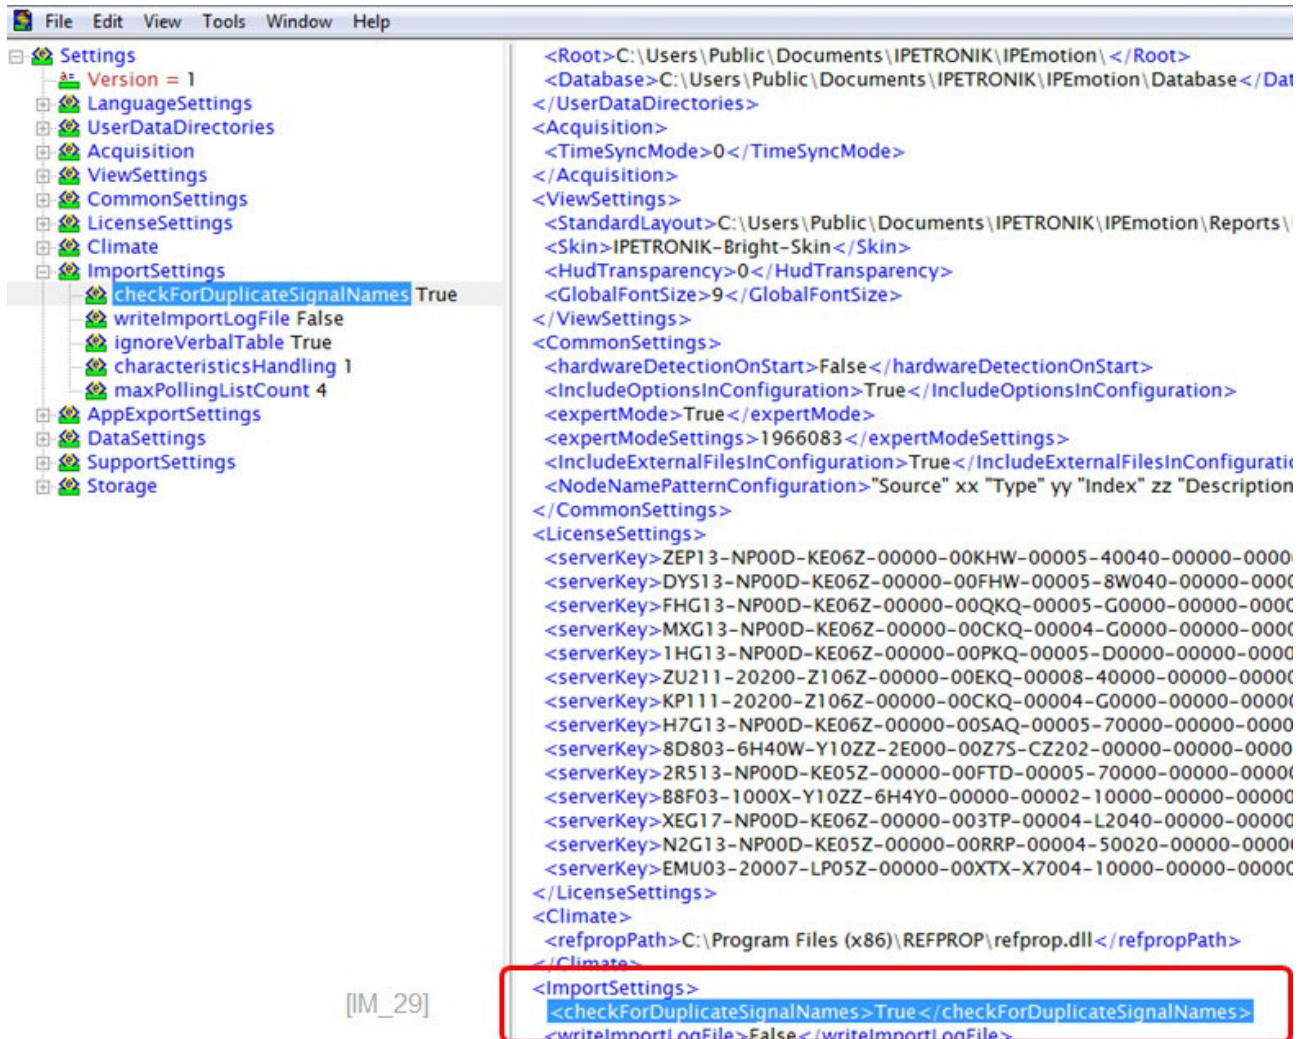 File Edit View Tools Window Help
Settings
Version = 1
LanguageSettings
UserDataDirectories
Acquisition
ViewSettings
CommonSettings
LicenseSettings
Climate
ImportSettings
checkForDuplicateSignalNames True
writeImportLogFile False
ignoreVerbalTable True
characteristicsHandling 1
maxPollingListCount 4
AppExportSettings
DataSettings
SupportSettings
Storage
[IM_29]
<Root>C:\Users\Public\Documents\IPETRONIK\IPEmotion\</Root>
<Database>C:\Users\Public\Documents\IPETRONIK\IPEmotion\Database</Dat
</UserDataDirectories>
<Acquisition>
<TimeSyncMode>0</TimeSyncMode>
</Acquisition>
<ViewSettings>
<StandardLayout>C:\Users\Public\Documents\IPETRONIK\IPEmotion\Reports\
<Skin>IPETRONIK-Bright-Skin</Skin>
<HudTransparency>0</HudTransparency>
<GlobalFontSize>9</GlobalFontSize>
</ViewSettings>
<CommonSettings>
<hardwareDetectionOnStart>False</hardwareDetectionOnStart>
<IncludeOptionsInConfiguration>True</IncludeOptionsInConfiguration>
<expertMode>True</expertMode>
<expertModeSettings>1966083</expertModeSettings>
<IncludeExternalFilesInConfiguration>True</IncludeExternalFilesInConfiguratio
<NodeNamePatternConfiguration>"Source" xx "Type" yy "Index" zz "Description
</CommonSettings>
<LicenseSettings>
<serverKey>ZEP13-NP00D-KE06Z-00000-00KHW-00005-40040-00000-0000
<serverKey>DYS13-NP00D-KE06Z-00000-00FHW-00005-8W040-00000-0000
<serverKey>FHG13-NP00D-KE06Z-00000-00QKQ-00005-G0000-00000-0000
<serverKey>MXG13-NP00D-KE06Z-00000-00CKQ-00004-G0000-00000-0000
<serverKey>1HG13-NP00D-KE06Z-00000-00PKQ-00005-D0000-00000-0000
<serverKey>ZU211-20200-Z106Z-00000-00EKQ-00008-40000-00000-00000
<serverKey>KP111-20200-Z106Z-00000-00CKQ-00004-G0000-00000-00000
<serverKey>H7G13-NP00D-KE06Z-00000-00SAQ-00005-70000-00000-0000
<serverKey>8D803-6H40W-Y10ZZ-2E000-00Z7S-CZ202-00000-00000-0000
<serverKey>2R513-NP00D-KE05Z-00000-00FTD-00005-70000-00000-00000
<serverKey>B8F03-1000X-Y10ZZ-6H4Y0-00000-00002-10000-00000-00000
<serverKey>XEG17-NP00D-KE06Z-00000-003TP-00004-L2040-00000-00000
<serverKey>N2G13-NP00D-KE05Z-00000-00RRP-00004-50020-00000-0000
<serverKey>EMU03-20007-LP05Z-00000-00XTX-X7004-10000-00000-00000
</LicenseSettings>
<Climate>
<refpropPath>C:\Program Files (x86)\REFPROP\refprop.dll</refpropPath>
</Climate>
<ImportSettings>
<checkForDuplicateSignalNames>True</checkForDuplicateSignalNames>
<writeImportLogFile>False</writeImportLogFile>